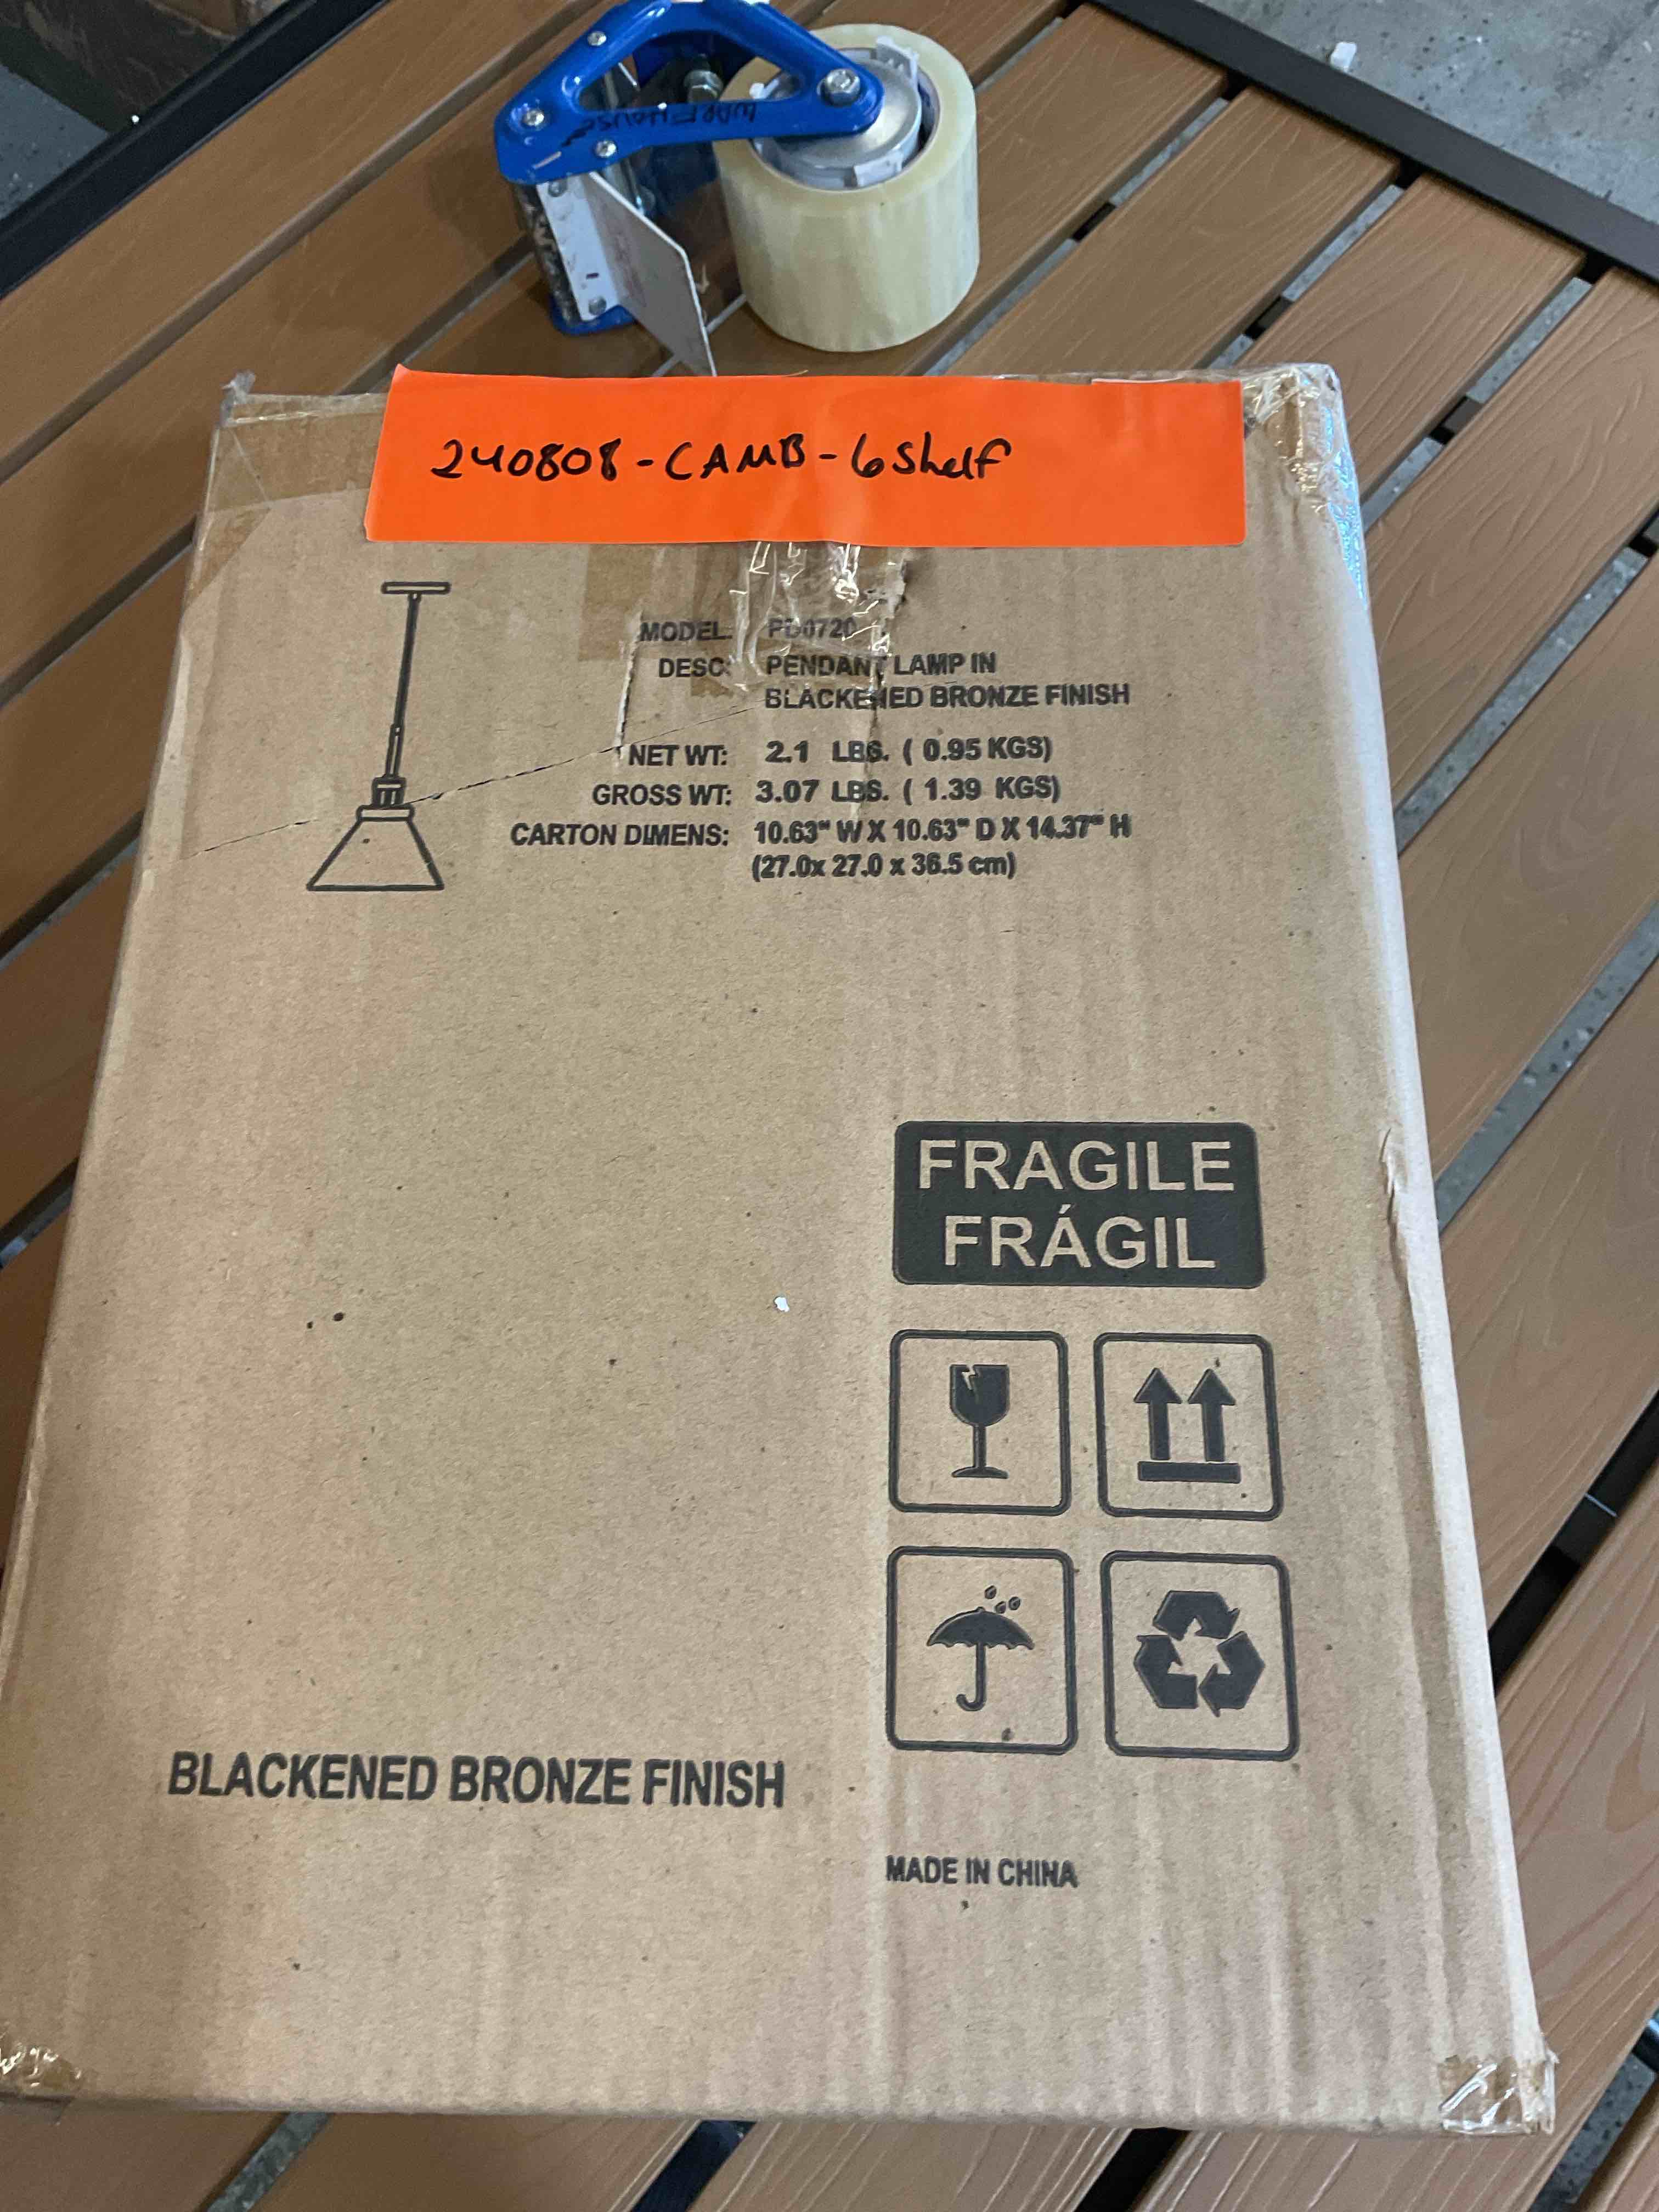 WAREHOUSE
240808-CAMB-6Shelf
MODEL: PD0720
DESC: PENDANT LAMP IN
BLACKENED BRONZE FINISH
NET WT: 2.1 LBS. ( 0.95 KGS)
GROSS WT: 3.07 LBS. ( 1.39 KGS)
CARTON DIMENS: 10.63" W X 10.63" D X 14.37" H
(27.0x 27.0 x 36.5 cm)
FRAGILE
FRÁGIL
BLACKENED BRONZE FINISH
MADE IN CHINA